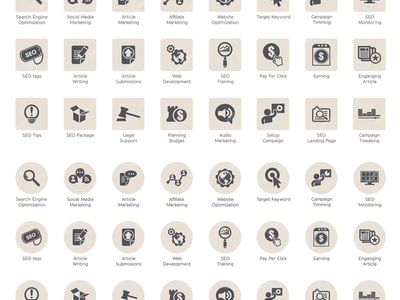 Search Engine Optimization
Social Media Marketing
Article Marketing
Affiliate Marketing
Website Optimization
Target Keyword
Campaign Timming
SEO Monitoring
SEO
SEO tags
Article Writing
Article Submissions
Web Development
SEO Training
Pay Per Click
Earning
Enganging Article
SEO Tips
SEO Package
Legal Support
Planning Budget
Audio Marketing
Setup Campaign
SEO Landing Page
Campaign Tweaking
Search Engine Optimization
Social Media Marketing
Article Marketing
Affiliate Marketing
Website Optimization
Target Keyword
Campaign Timming
SEO Monitoring
SEO
SEO tags
Article Writing
Article Submissions
Web Development
SEO Training
Pay Per Click
Earning
Enganging Article